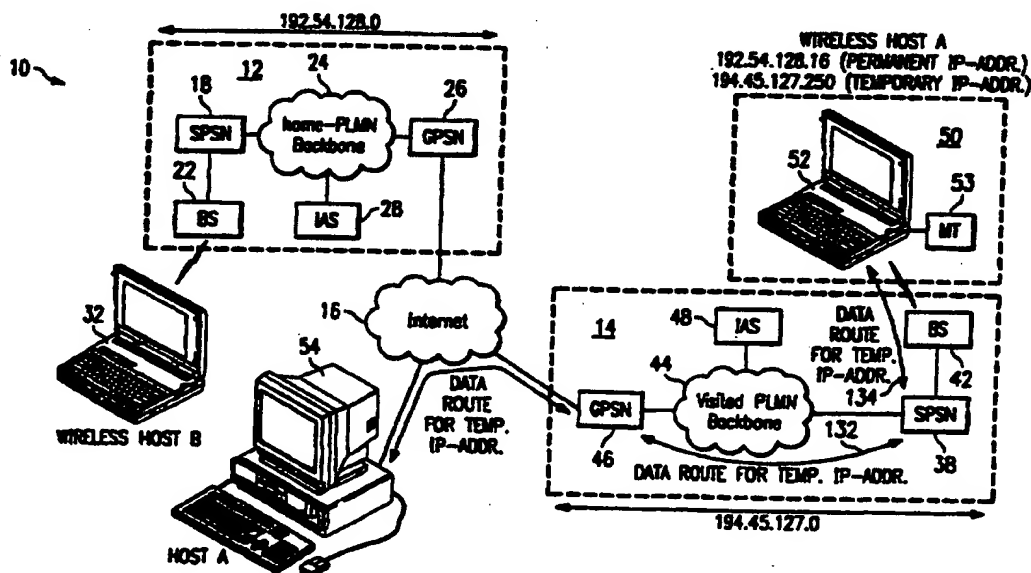 192.54.128.0
10
12
24
26
18
SPSN
home-PLMN
Backbone
GPSN
22
BS
IAS
28
32
WIRELESS HOST B
16
Internet
54
DATA
ROUTE
FOR TEMP.
IP-ADDR.
HOST A
WIRELESS HOST A
192.54.128.16 (PERMANENT IP-ADDR.)
194.45.127.250 (TEMPORARY IP-ADDR.)
50
52
53
MT
14
48
IAS
DATA
ROUTE
FOR TEMP.
IP-ADDR.
134
BS
42
44
GPSN
46
Visited PLMN
Backbone
132
SPSN
38
DATA ROUTE FOR TEMP. IP-ADDR.
194.45.127.0